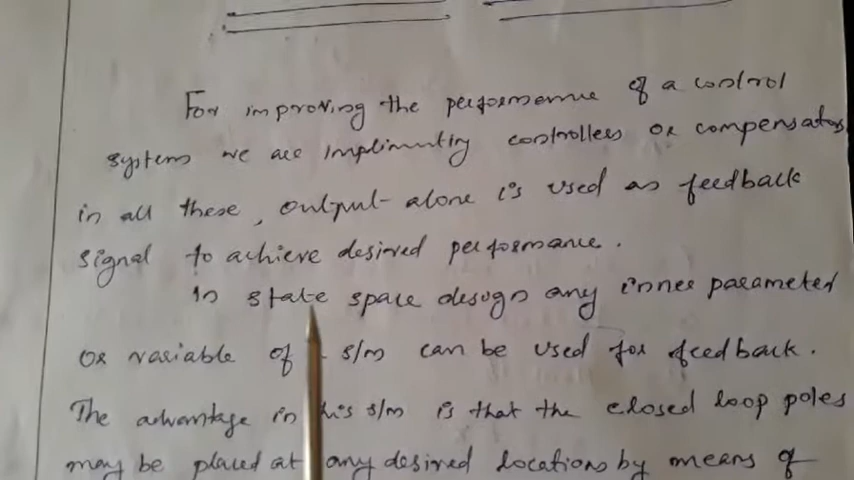 For improving the performance of a control
system we are implimenting controllers or compensators
in all these, output alone is used as feedback
signal to achieve desired performance.
In state space design any inner parameter
or variable of s/m can be used for feedback.
The advantage in this s/m is that the closed loop poles
may be placed at any desired locations by means of